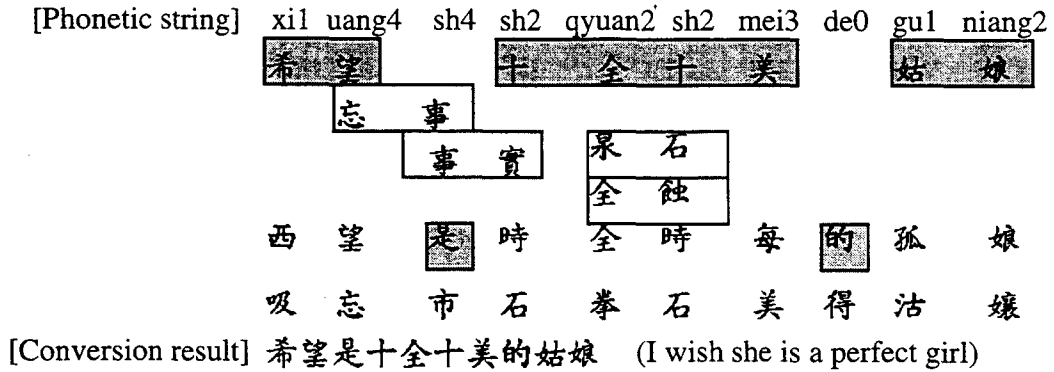 [Phonetic string] xi1 uang4 sh4 sh2 qyuan2 sh2 mei3 de0 gu1 niang2
希望 十全十美 姑娘
忘事
事實 泉石
全蝕
西 望 是 時 全 時 每 的 孤 娘
吸 忘 市 石 拳 石 美 得 沽 孃
[Conversion result] 希望是十全十美的姑娘 (I wish she is a perfect girl)